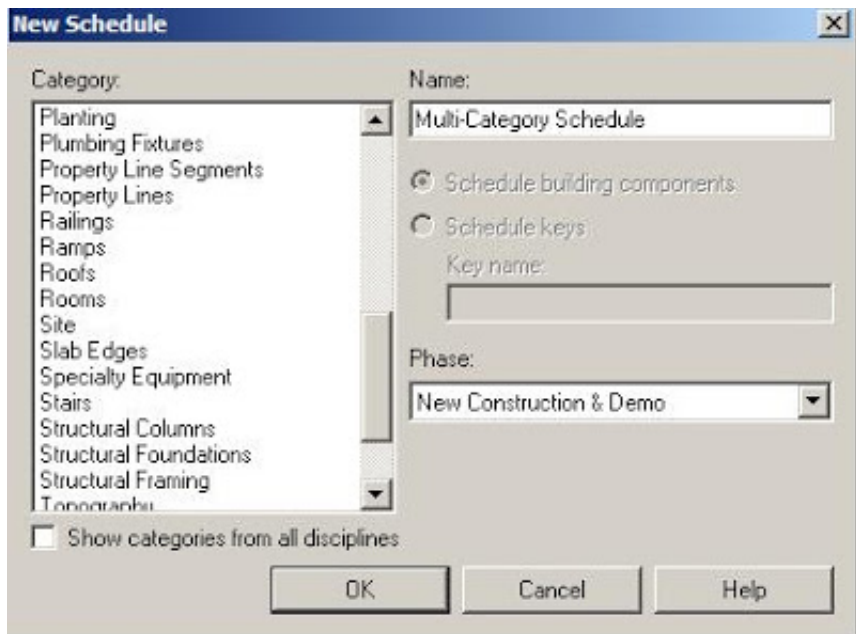 New Schedule
Category:
Planting
Plumbing Fixtures
Property Line Segments
Property Lines
Railings
Ramps
Roofs
Rooms
Site
Slab Edges
Specialty Equipment
Stairs
Structural Columns
Structural Foundations
Structural Framing
Topography
Show categories from all disciplines
Name:
Multi-Category Schedule
Schedule building components
Schedule keys
Key name:
Phase:
New Construction & Demo
OK
Cancel
Help